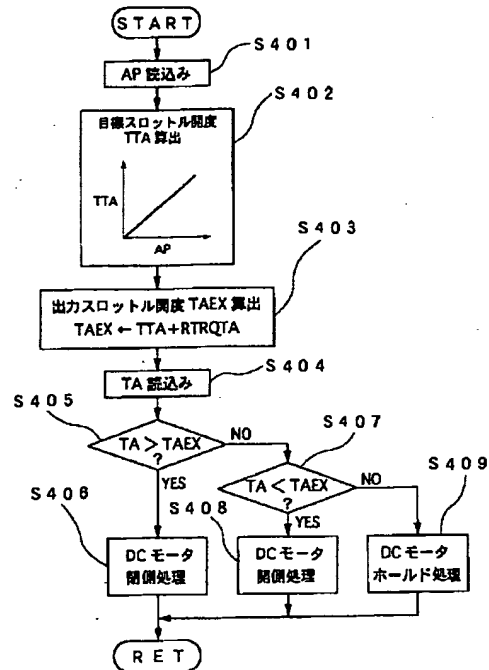 START
S401
AP 読込み
S402
目標スロットル開度
TTA 算出
TTA
AP
S403
出力スロットル開度 TAEX 算出
TAEX ← TTA+RTRQTA
S404
TA 読込み
S405
TA > TAEX
?
NO
YES
S407
TA < TAEX
?
NO
YES
S406
DC モータ
閉側処理
S408
DC モータ
開側処理
S409
DC モータ
ホールド処理
RET